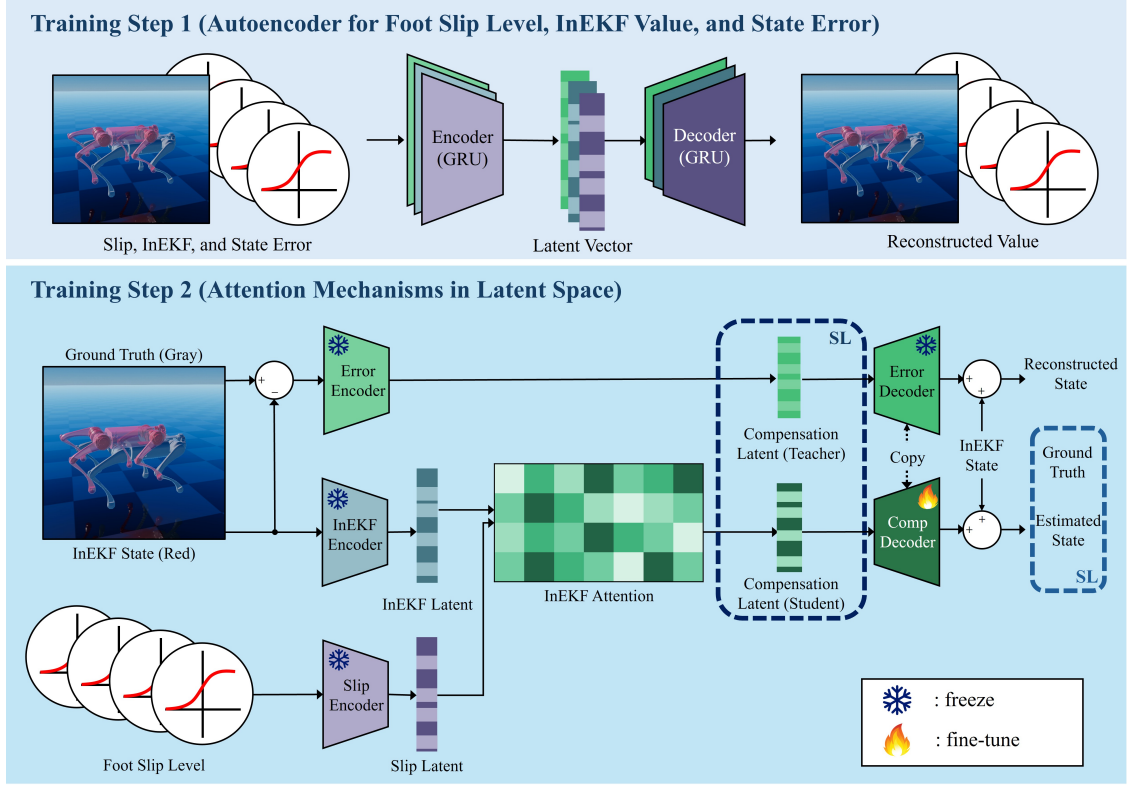 Training Step 1 (Autoencoder for Foot Slip Level, InEKF Value, and State Error)
Encoder
(GRU)
Decoder
(GRU)
Slip, InEKF, and State Error
Latent Vector
Reconstructed Value
Training Step 2 (Attention Mechanisms in Latent Space)
Ground Truth (Gray)
+
−
Error
Encoder
SL
Error
Decoder
+
+
Reconstructed
State
Compensation
Latent (Teacher)
Copy
InEKF
State
Ground
Truth
InEKF
Encoder
Comp
Decoder
+
+
Estimated
State
SL
InEKF State (Red)
InEKF Latent
InEKF Attention
Compensation
Latent (Student)
Slip
Encoder
Foot Slip Level
Slip Latent
: freeze
: fine-tune